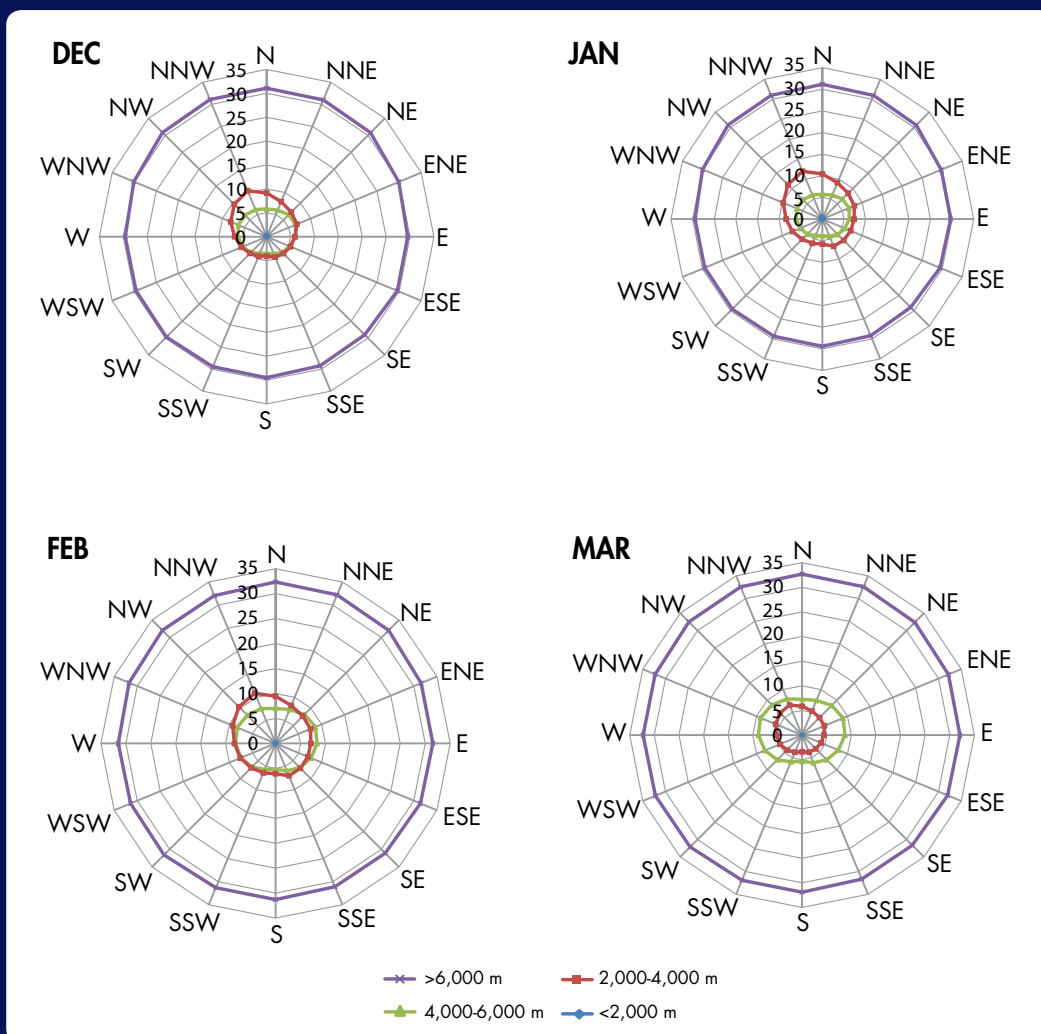 DEC
N
NNE
NE
ENE
E
ESE
SE
SSE
S
SSW
SW
WSW
W
WNW
NW
NNW
35
30
25
20
15
10
5
0
JAN
N
NNE
NE
ENE
E
ESE
SE
SSE
S
SSW
SW
WSW
W
WNW
NW
NNW
35
30
25
20
15
10
5
0
FEB
N
NNE
NE
ENE
E
ESE
SE
SSE
S
SSW
SW
WSW
W
WNW
NW
NNW
35
30
25
20
15
10
5
0
MAR
N
NNE
NE
ENE
E
ESE
SE
SSE
S
SSW
SW
WSW
W
WNW
NW
NNW
35
30
25
20
15
10
5
0
>6,000 m
2,000-4,000 m
4,000-6,000 m
<2,000 m